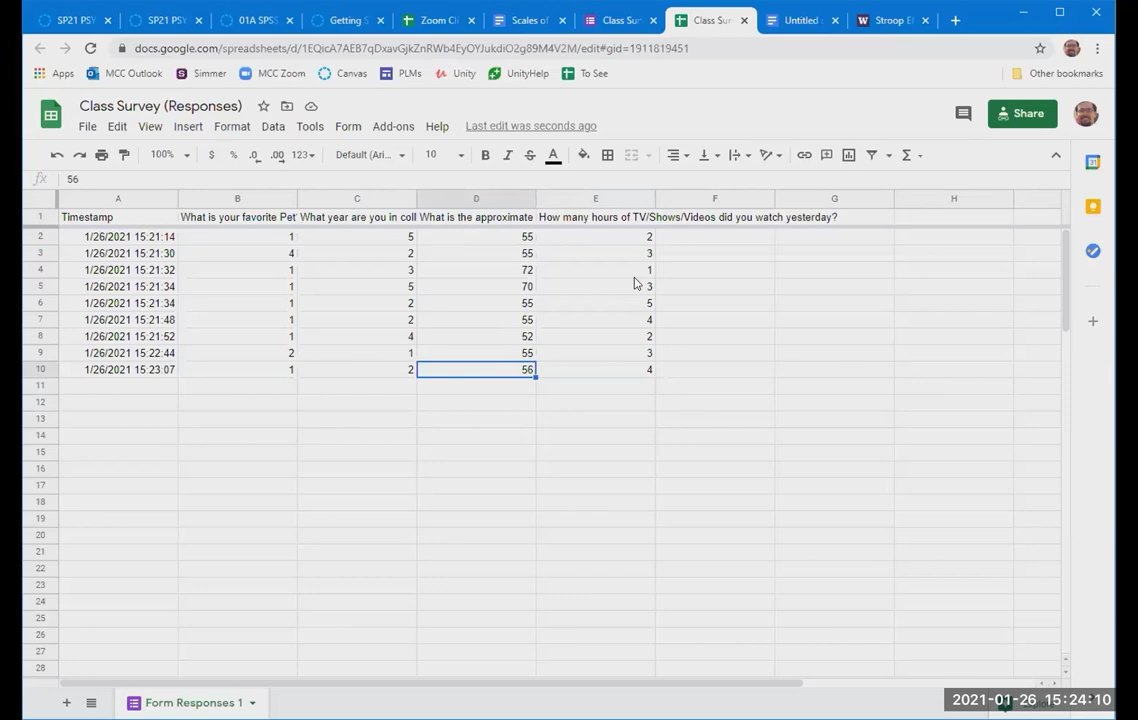 SP21 PSY
SP21 PSY
01A SPSS
Getting S
Zoom Cli
Scales of
Class Sur
Class Sur
Untitled
Stroop E
docs.google.com/spreadsheets/d/1EQicA7AEB7qDxavGjkZnRWb4EyOYJukdiO2g89M4V2M/edit#gid=1911819451
Apps MCC Outlook Simmer MCC Zoom Canvas PLMs Unity UnityHelp To See Other bookmarks
Class Survey (Responses)
Share
File Edit View Insert Format Data Tools Form Add-ons Help Last edit was seconds ago
100% $ % .0 .00 123 Default (Ari... 10 B I S A
fx 56
A B C D E F G H
1 Timestamp What is your favorite Pet What year are you in coll What is the approximate How many hours of TV/Shows/Videos did you watch yesterday?
2 1/26/2021 15:21:14 1 5 55 2
3 1/26/2021 15:21:30 4 2 55 3
4 1/26/2021 15:21:32 1 3 72 1
5 1/26/2021 15:21:34 1 5 70 3
6 1/26/2021 15:21:34 1 2 55 5
7 1/26/2021 15:21:48 1 2 55 4
8 1/26/2021 15:21:52 1 4 52 2
9 1/26/2021 15:22:44 2 1 55 3
10 1/26/2021 15:23:07 1 2 56 4
11
12
13
14
15
16
17
18
19
20
21
22
23
24
25
26
27
28
Form Responses 1
2021-01-26 15:24:10